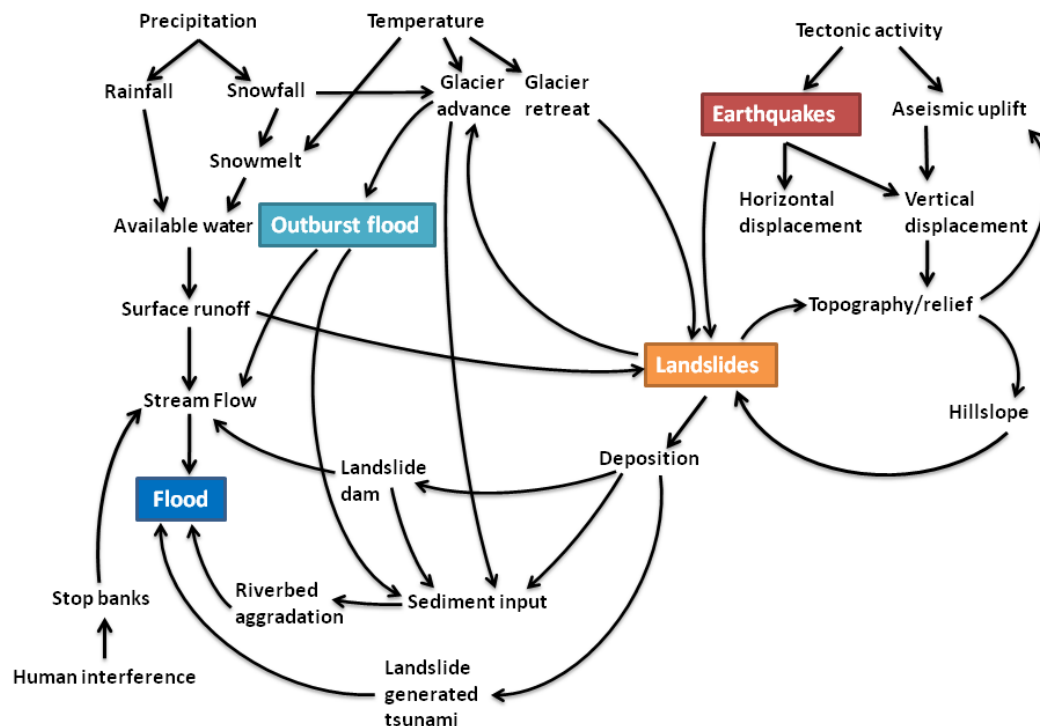 Precipitation
Temperature
Tectonic activity
Rainfall
Snowfall
Glacier
advance
Glacier
retreat
Earthquakes
Aseismic uplift
Snowmelt
Horizontal
displacement
Vertical
displacement
Available water
Outburst flood
Surface runoff
Topography/relief
Landslides
Stream Flow
Hillslope
Landslide
dam
Deposition
Flood
Stop banks
Riverbed
aggradation
Sediment input
Human interference
Landslide
generated
tsunami